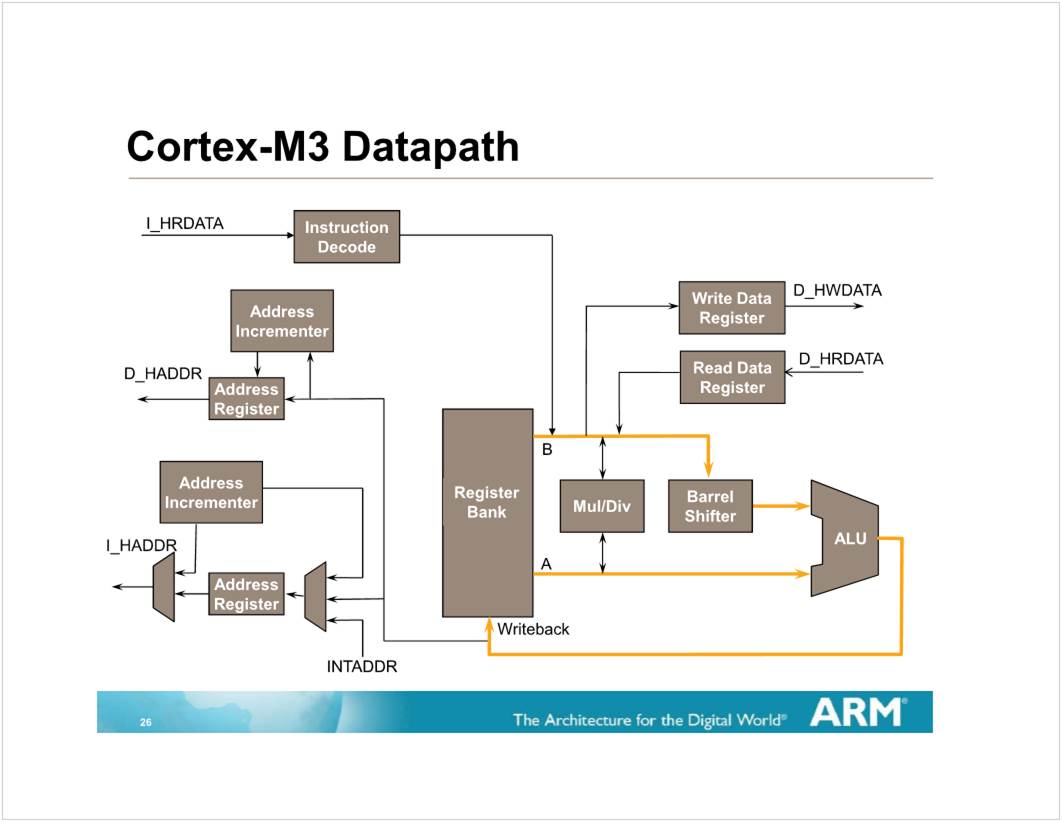 Cortex-M3 Datapath
I_HRDATA
Instruction
Decode
Address
Incrementer
D_HADDR
Address
Register
Write Data
Register
D_HWDATA
Read Data
Register
D_HRDATA
Address
Incrementer
I_HADDR
Address
Register
INTADDR
Register
Bank
B
A
Mul/Div
Barrel
Shifter
ALU
Writeback
26
The Architecture for the Digital World®
ARM®